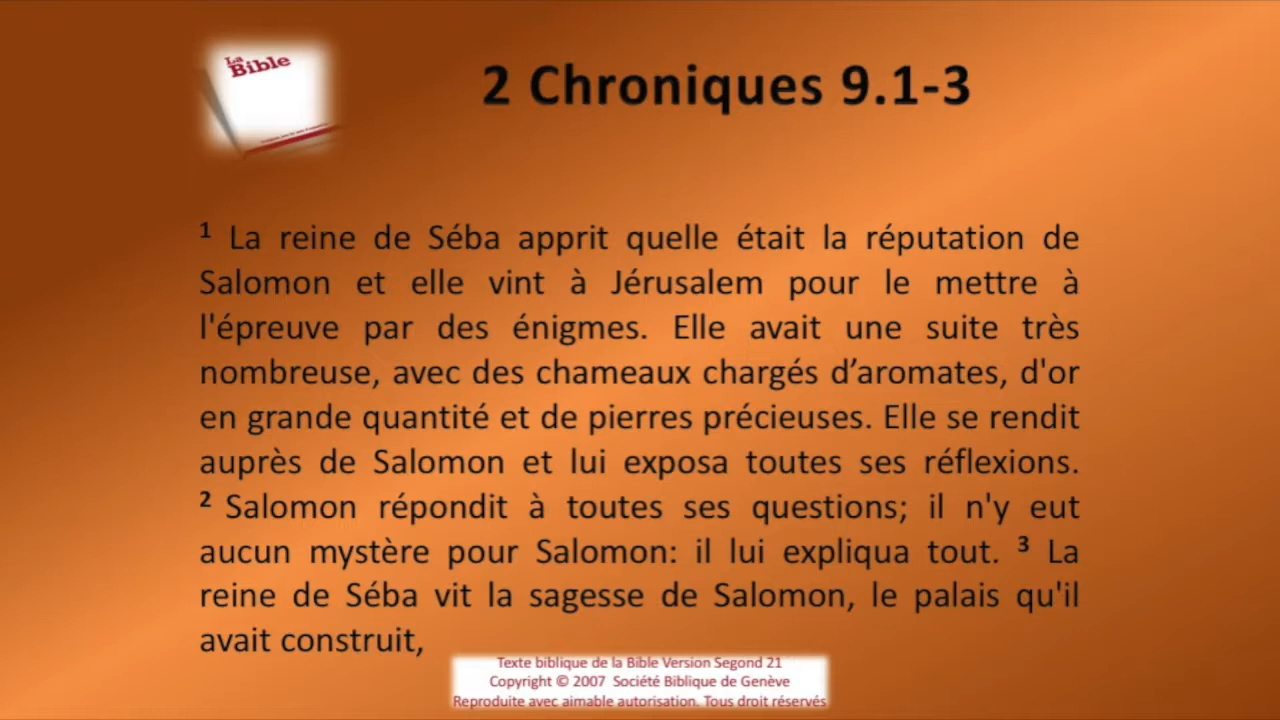 La
Bible
2 Chroniques 9.1-3
1 La reine de Séba apprit quelle était la réputation de
Salomon et elle vint à Jérusalem pour le mettre à
l'épreuve par des énigmes. Elle avait une suite très
nombreuse, avec des chameaux chargés d’aromates, d'or
en grande quantité et de pierres précieuses. Elle se rendit
auprès de Salomon et lui exposa toutes ses réflexions.
2 Salomon répondit à toutes ses questions; il n'y eut
aucun mystère pour Salomon: il lui expliqua tout. 3 La
reine de Séba vit la sagesse de Salomon, le palais qu'il
avait construit,
Texte biblique de la Bible Version Segond 21
Copyright © 2007 Société Biblique de Genève
Reproduite avec aimable autorisation. Tous droit réservés